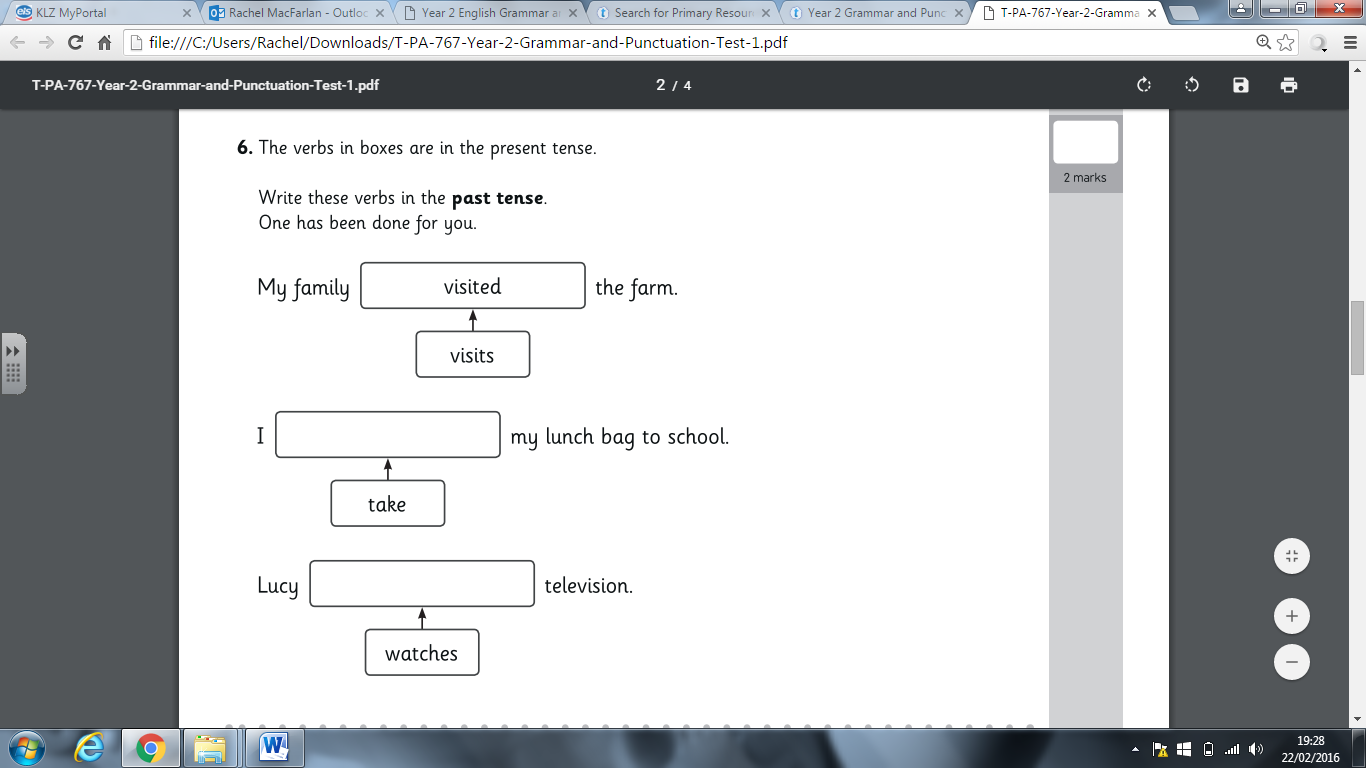 KLZ MyPortal
Rachel MacFarlan - Outloo
Year 2 English Grammar a
Search for Primary Resour
Year 2 Grammar and Punc
T-PA-767-Year-2-Gramma
file:///C:/Users/Rachel/Downloads/T-PA-767-Year-2-Grammar-and-Punctuation-Test-1.pdf
T-PA-767-Year-2-Grammar-and-Punctuation-Test-1.pdf
2 / 4
6. The verbs in boxes are in the present tense.
2 marks
Write these verbs in the past tense.
One has been done for you.
My family visited the farm.
visits
I my lunch bag to school.
take
Lucy television.
watches
19:28
22/02/2016